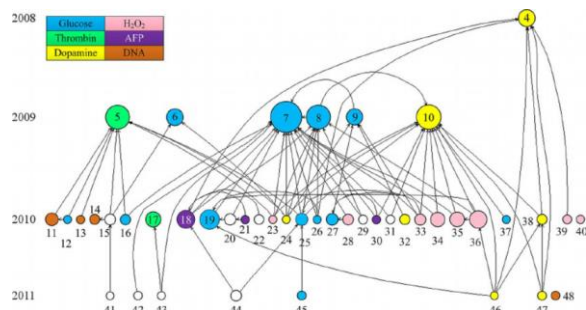 2008
Glucose H₂O₂
Thrombin AFP
Dopamine DNA
4
2009
5 6 7 8 9 10
2010
11 12 13 14 15 16 17 18 19 20 21 22 23 24 25 26 27 28 29 30 31 32 33 34 35 36 37 38 39 40
2011
41 42 43 44 45 46 47 48